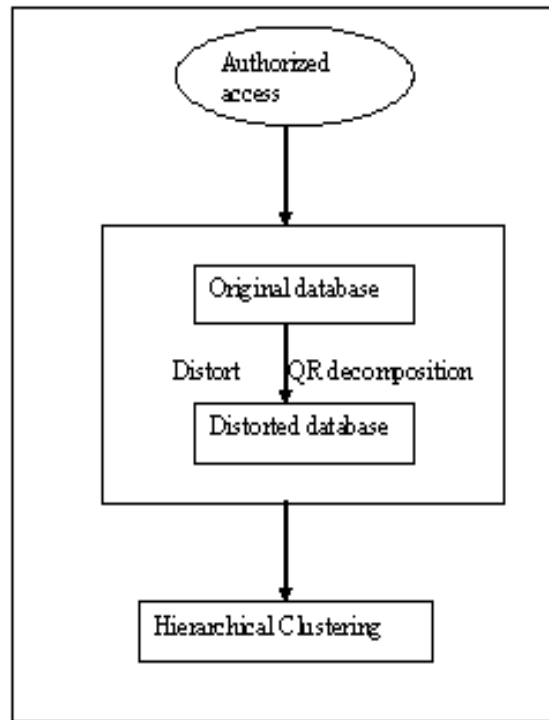 Authorized
access
Original database
Distort QR decomposition
Distorted database
Hierarchical Clustering